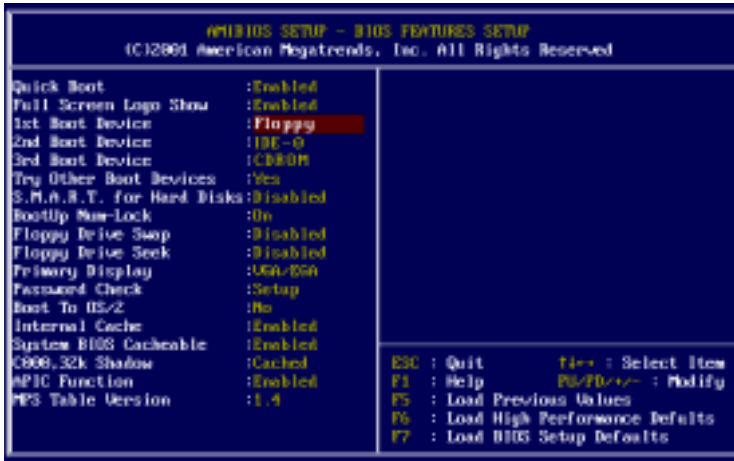 AMIBIOS SETUP - BIOS FEATURES SETUP
(C)2001 American Megatrends, Inc. All Rights Reserved
Quick Boot :Enabled
Full Screen Logo Show :Enabled
1st Boot Device :Floppy
2nd Boot Device :IDE-0
3rd Boot Device :CDROM
Try Other Boot Devices :Yes
S.M.A.R.T. for Hard Disks:Disabled
BootUp Num-Lock :On
Floppy Drive Swap :Disabled
Floppy Drive Seek :Disabled
Primary Display :VGA/EGA
Password Check :Setup
Boot To OS/2 :No
Internal Cache :Enabled
System BIOS Cacheable :Enabled
C000,32k Shadow :Cached
APIC Function :Enabled
MPS Table Version :1.4
ESC : Quit ↑↓←→ : Select Item
F1 : Help PU/PD/+/- : Modify
F5 : Load Previous Values
F6 : Load High Performance Defults
F7 : Load BIOS Setup Defaults